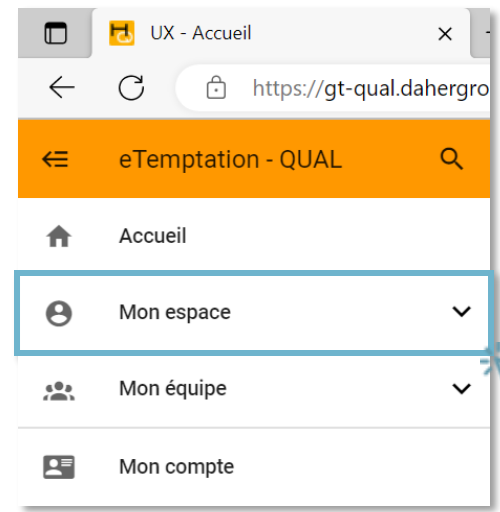 UX - Accueil
https://gt-qual.dahergro
eTemptation - QUAL
Accueil
Mon espace
Mon équipe
Mon compte